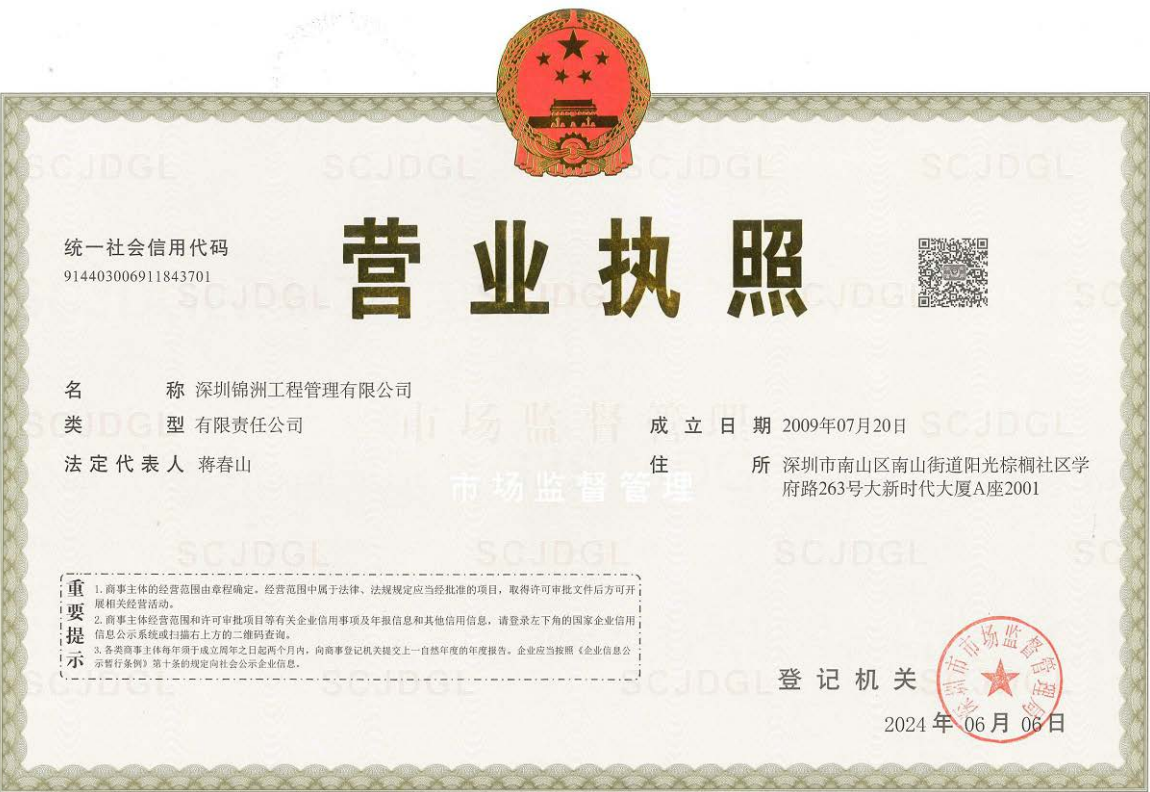 营业执照
统一社会信用代码
914403006911843701
名称 深圳锦洲工程管理有限公司
类型 有限责任公司
法定代表人 蒋春山
成立日期 2009年07月20日
住所 深圳市南山区南山街道阳光棕榈社区学
府路263号大新时代大厦A座2001
市场监督管理
重要提示
1.商事主体的经营范围由章程确定。经营范围中属于法律、法规规定应当经批准的项目，取得许可审批文件后方可开
展相关经营活动。
2.商事主体经营范围和许可审批项目等有关企业信用事项及年报信息和其他信用信息，请登录左下角的国家企业信用
信息公示系统或扫描右上方的二维码查询。
3.各类商事主体每年须于成立周年之日起两个月内，向商事登记机关提交上一自然年度的年度报告。企业应当按照《企业信息公
示暂行条例》第十条的规定向社会公示企业信息。
登记机关
深圳市市场监督管理局
2024年06月06日
SCJDGL